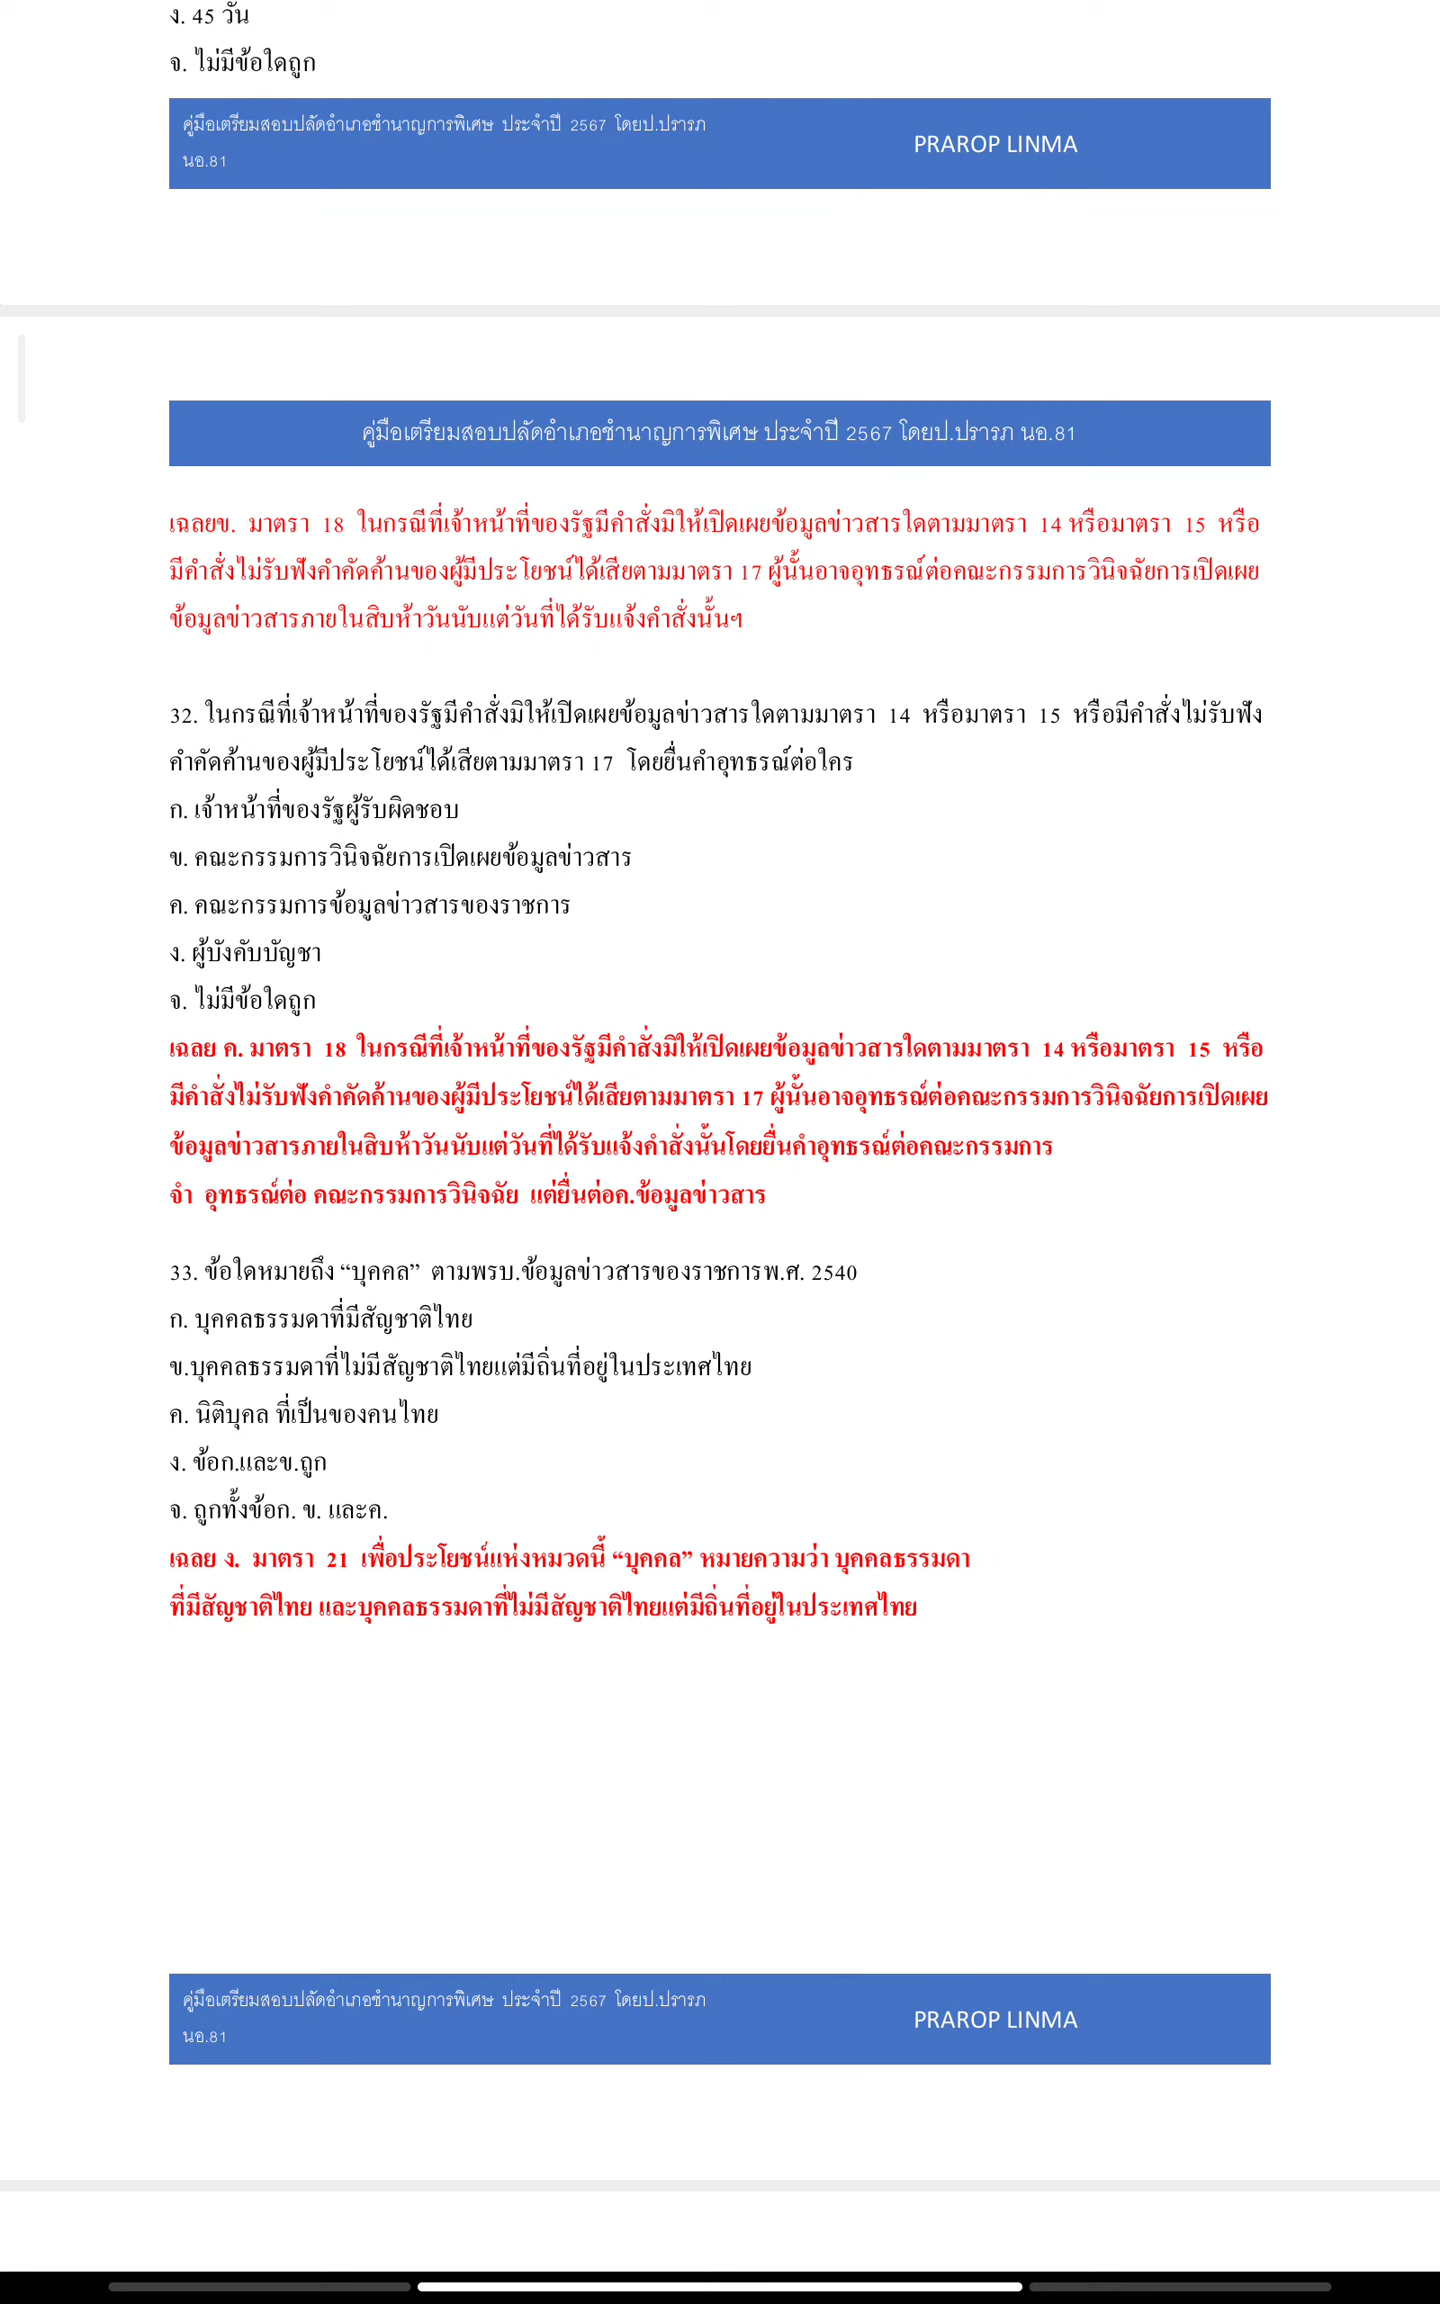 ง. 45 วัน
จ. ไม่มีข้อใดถูก
คู่มือเตรียมสอบปลัดอำเภอชำนาญการพิเศษ ประจำปี 2567 โดยป.ปรารภ
นอ.81
PRAROP LINMA
คู่มือเตรียมสอบปลัดอำเภอชำนาญการพิเศษ ประจำปี 2567 โดยป.ปรารภ นอ.81
เฉลยข. มาตรา 18 ในกรณีที่เจ้าหน้าที่ของรัฐมีคำสั่งมิให้เปิดเผยข้อมูลข่าวสารใดตามมาตรา 14 หรือมาตรา 15 หรือ
มีคำสั่งไม่รับฟังคำคัดค้านของผู้มีประโยชน์ได้เสียตามมาตรา 17 ผู้นั้นอาจอุทธรณ์ต่อคณะกรรมการวินิจฉัยการเปิดเผย
ข้อมูลข่าวสารภายในสิบห้าวันนับแต่วันที่ได้รับแจ้งคำสั่งนั้นฯ
32. ในกรณีที่เจ้าหน้าที่ของรัฐมีคำสั่งมิให้เปิดเผยข้อมูลข่าวสารใดตามมาตรา 14 หรือมาตรา 15 หรือมีคำสั่งไม่รับฟัง
คำคัดค้านของผู้มีประโยชน์ได้เสียตามมาตรา 17 โดยยื่นคำอุทธรณ์ต่อใคร
ก. เจ้าหน้าที่ของรัฐผู้รับผิดชอบ
ข. คณะกรรมการวินิจฉัยการเปิดเผยข้อมูลข่าวสาร
ค. คณะกรรมการข้อมูลข่าวสารของราชการ
ง. ผู้บังคับบัญชา
จ. ไม่มีข้อใดถูก
เฉลย ค. มาตรา 18 ในกรณีที่เจ้าหน้าที่ของรัฐมีคำสั่งมิให้เปิดเผยข้อมูลข่าวสารใดตามมาตรา 14 หรือมาตรา 15 หรือ
มีคำสั่งไม่รับฟังคำคัดค้านของผู้มีประโยชน์ได้เสียตามมาตรา 17 ผู้นั้นอาจอุทธรณ์ต่อคณะกรรมการวินิจฉัยการเปิดเผย
ข้อมูลข่าวสารภายในสิบห้าวันนับแต่วันที่ได้รับแจ้งคำสั่งนั้นโดยยื่นคำอุทธรณ์ต่อคณะกรรมการ
จำ อุทธรณ์ต่อ คณะกรรมการวินิจฉัย แต่ยื่นต่อค.ข้อมูลข่าวสาร
33. ข้อใดหมายถึง “บุคคล” ตามพรบ.ข้อมูลข่าวสารของราชการพ.ศ. 2540
ก. บุคคลธรรมดาที่มีสัญชาติไทย
ข.บุคคลธรรมดาที่ไม่มีสัญชาติไทยแต่มีถิ่นที่อยู่ในประเทศไทย
ค. นิติบุคล ที่เป็นของคนไทย
ง. ข้อก.และข.ถูก
จ. ถูกทั้งข้อก. ข. และค.
เฉลย ง. มาตรา 21 เพื่อประโยชน์แห่งหมวดนี้ “บุคคล” หมายความว่า บุคคลธรรมดา
ที่มีสัญชาติไทย และบุคคลธรรมดาที่ไม่มีสัญชาติไทยแต่มีถิ่นที่อยู่ในประเทศไทย
คู่มือเตรียมสอบปลัดอำเภอชำนาญการพิเศษ ประจำปี 2567 โดยป.ปรารภ
นอ.81
PRAROP LINMA